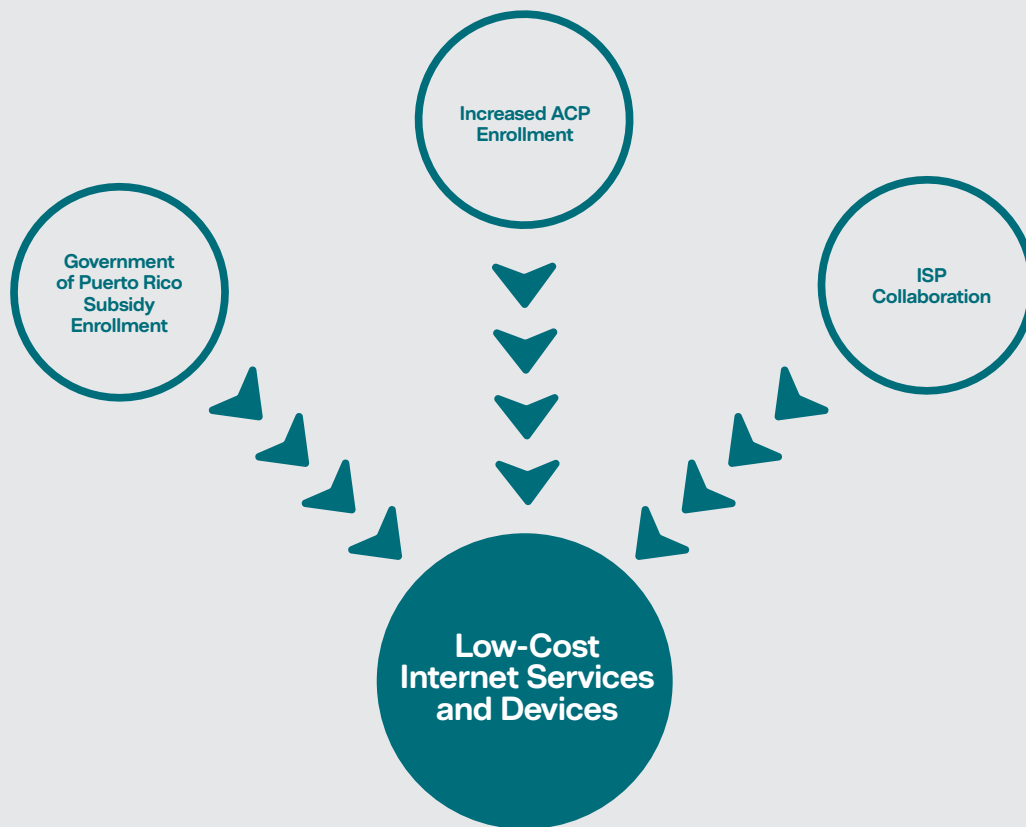 Increased ACP
Enrollment
Government
of Puerto Rico
Subsidy
Enrollment
ISP
Collaboration
Low-Cost
Internet Services
and Devices